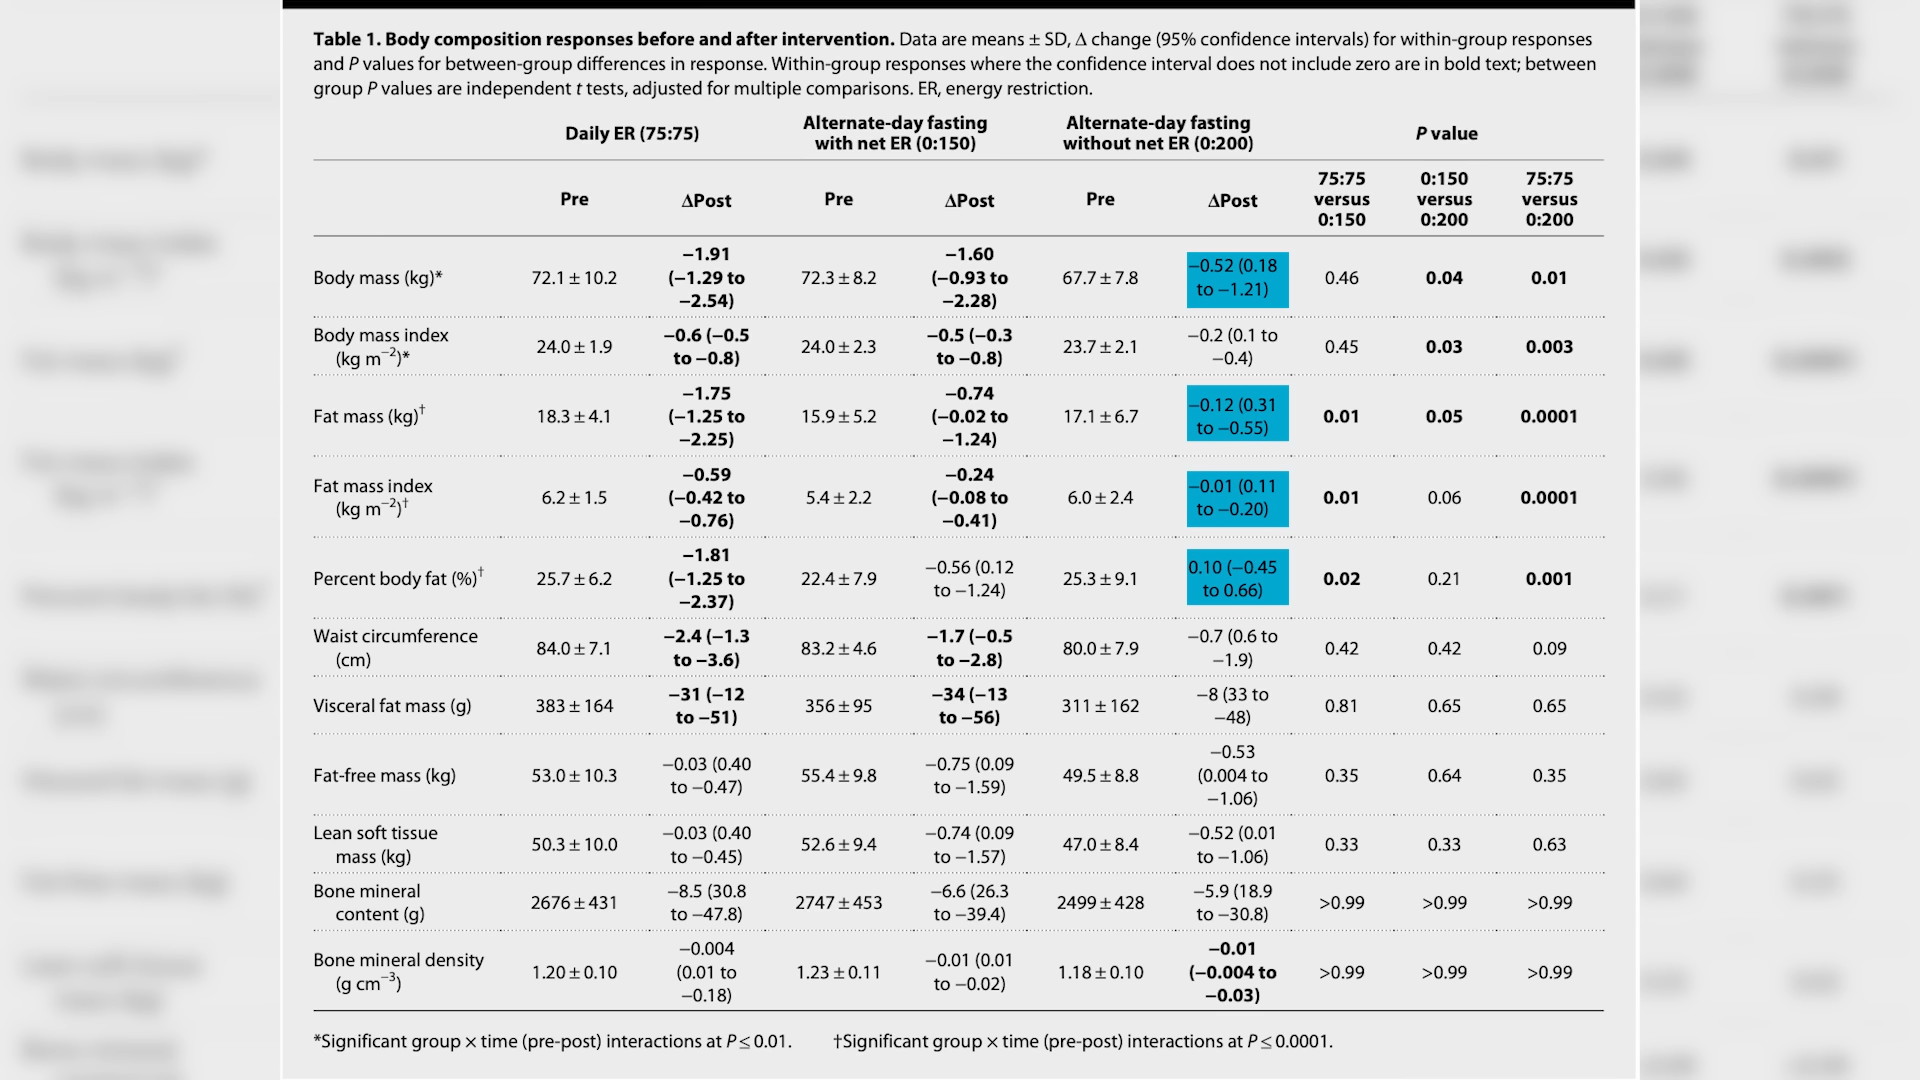 Table 1. Body composition responses before and after intervention. Data are means ± SD, Δ change (95% confidence intervals) for within-group responses
and P values for between-group differences in response. Within-group responses where the confidence interval does not include zero are in bold text; between
group P values are independent t tests, adjusted for multiple comparisons. ER, energy restriction.
Daily ER (75:75) Alternate-day fasting with net ER (0:150) Alternate-day fasting without net ER (0:200) P value
Pre ΔPost Pre ΔPost Pre ΔPost 75:75 versus 0:150 0:150 versus 0:200 75:75 versus 0:200
Body mass (kg)* 72.1 ± 10.2 −1.91 (−1.29 to −2.54) 72.3 ± 8.2 −1.60 (−0.93 to −2.28) 67.7 ± 7.8 −0.52 (0.18 to −1.21) 0.46 0.04 0.01
Body mass index (kg m−2)* 24.0 ± 1.9 −0.6 (−0.5 to −0.8) 24.0 ± 2.3 −0.5 (−0.3 to −0.8) 23.7 ± 2.1 −0.2 (0.1 to −0.4) 0.45 0.03 0.003
Fat mass (kg)† 18.3 ± 4.1 −1.75 (−1.25 to −2.25) 15.9 ± 5.2 −0.74 (−0.02 to −1.24) 17.1 ± 6.7 −0.12 (0.31 to −0.55) 0.01 0.05 0.0001
Fat mass index (kg m−2)† 6.2 ± 1.5 −0.59 (−0.42 to −0.76) 5.4 ± 2.2 −0.24 (−0.08 to −0.41) 6.0 ± 2.4 −0.01 (0.11 to −0.20) 0.01 0.06 0.0001
Percent body fat (%)† 25.7 ± 6.2 −1.81 (−1.25 to −2.37) 22.4 ± 7.9 −0.56 (0.12 to −1.24) 25.3 ± 9.1 0.10 (−0.45 to 0.66) 0.02 0.21 0.001
Waist circumference (cm) 84.0 ± 7.1 −2.4 (−1.3 to −3.6) 83.2 ± 4.6 −1.7 (−0.5 to −2.8) 80.0 ± 7.9 −0.7 (0.6 to −1.9) 0.42 0.42 0.09
Visceral fat mass (g) 383 ± 164 −31 (−12 to −51) 356 ± 95 −34 (−13 to −56) 311 ± 162 −8 (33 to −48) 0.81 0.65 0.65
Fat-free mass (kg) 53.0 ± 10.3 −0.03 (0.40 to −0.47) 55.4 ± 9.8 −0.75 (0.09 to −1.59) 49.5 ± 8.8 −0.53 (0.004 to −1.06) 0.35 0.64 0.35
Lean soft tissue mass (kg) 50.3 ± 10.0 −0.03 (0.40 to −0.45) 52.6 ± 9.4 −0.74 (0.09 to −1.57) 47.0 ± 8.4 −0.52 (0.01 to −1.06) 0.33 0.33 0.63
Bone mineral content (g) 2676 ± 431 −8.5 (30.8 to −47.8) 2747 ± 453 −6.6 (26.3 to −39.4) 2499 ± 428 −5.9 (18.9 to −30.8) >0.99 >0.99 >0.99
Bone mineral density (g cm−3) 1.20 ± 0.10 −0.004 (0.01 to −0.18) 1.23 ± 0.11 −0.01 (0.01 to −0.02) 1.18 ± 0.10 −0.01 (−0.004 to −0.03) >0.99 >0.99 >0.99
*Significant group × time (pre-post) interactions at P ≤ 0.01. †Significant group × time (pre-post) interactions at P ≤ 0.0001.